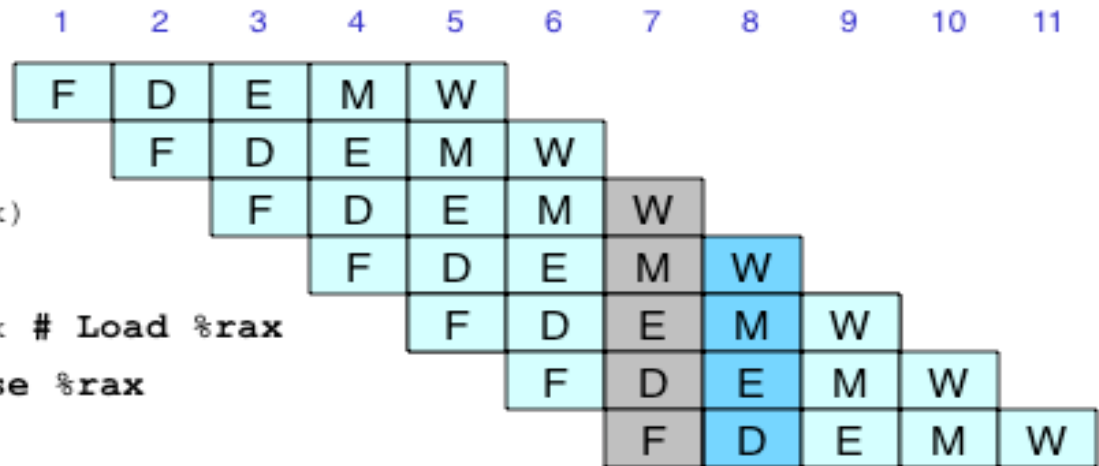 1 2 3 4 5 6 7 8 9 10 11
F D E M W
F D E M W
) F D E M W
F D E M W
# Load %rax F D E M W
se %rax F D E M W
F D E M W